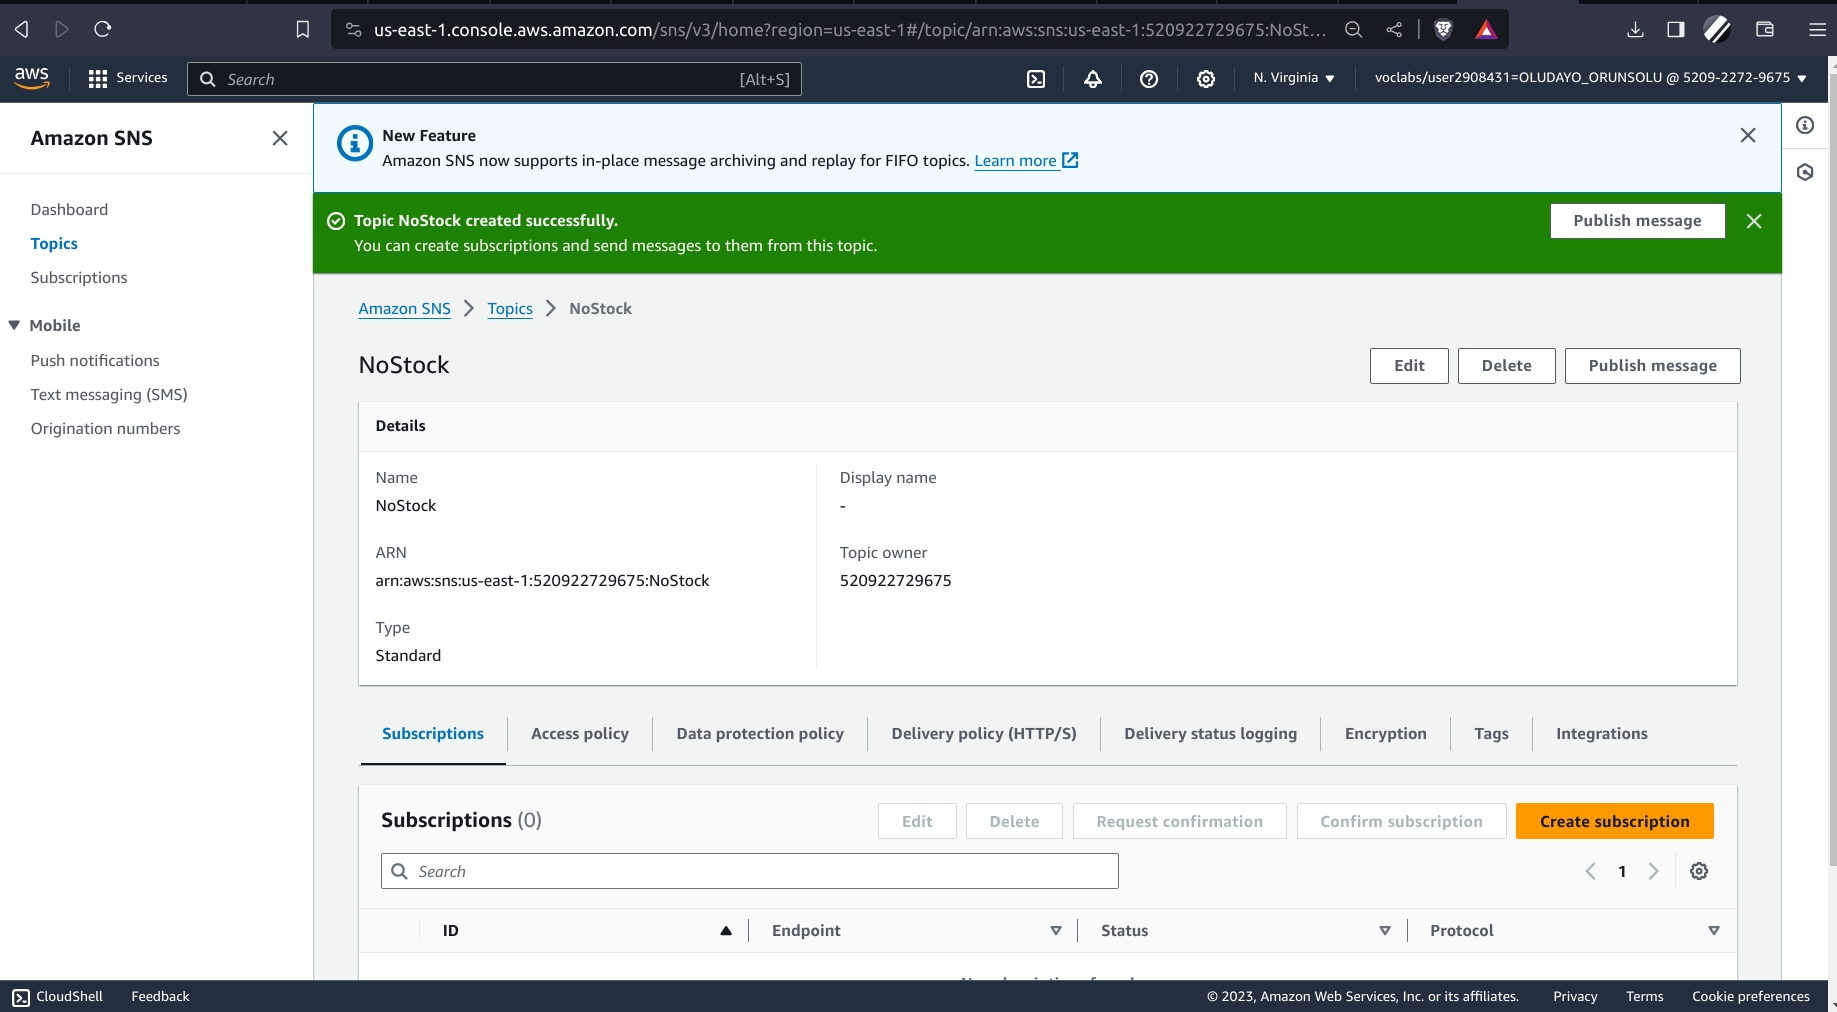 us-east-1.console.aws.amazon.com/sns/v3/home?region=us-east-1#/topic/arn:aws:sns:us-east-1:520922729675:NoSt...
aws
Services
Search
[Alt+S]
N. Virginia
voclabs/user2908431=OLUDAYO_ORUNSOLU @ 5209-2272-9675
Amazon SNS
Dashboard
Topics
Subscriptions
Mobile
Push notifications
Text messaging (SMS)
Origination numbers
New Feature
Amazon SNS now supports in-place message archiving and replay for FIFO topics. Learn more
Topic NoStock created successfully.
You can create subscriptions and send messages to them from this topic.
Publish message
Amazon SNS
Topics
NoStock
NoStock
Edit
Delete
Publish message
Details
Name
NoStock
ARN
arn:aws:sns:us-east-1:520922729675:NoStock
Type
Standard
Display name
-
Topic owner
520922729675
Subscriptions
Access policy
Data protection policy
Delivery policy (HTTP/S)
Delivery status logging
Encryption
Tags
Integrations
Subscriptions (0)
Edit
Delete
Request confirmation
Confirm subscription
Create subscription
Search
1
ID
Endpoint
Status
Protocol
CloudShell
Feedback
© 2023, Amazon Web Services, Inc. or its affiliates.
Privacy
Terms
Cookie preferences